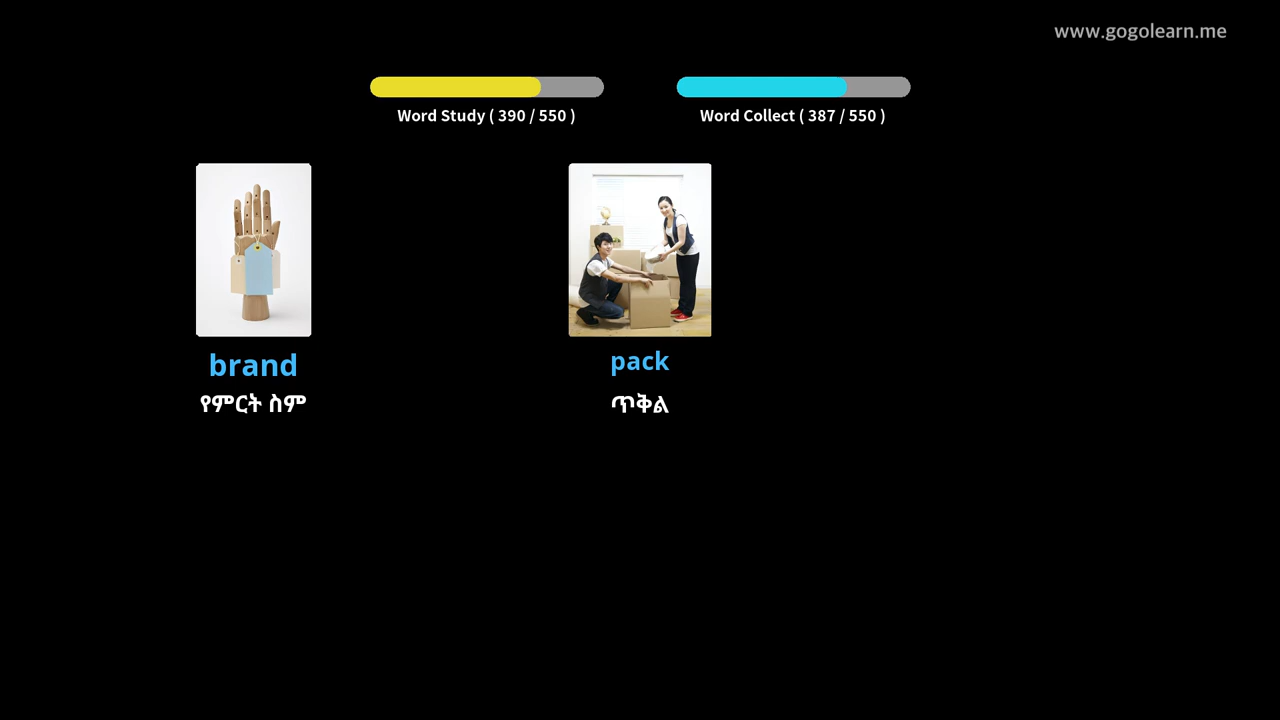 www.gogolearn.me
Word Study ( 390 / 550 )
Word Collect ( 387 / 550 )
brand
የምርት ስም
pack
ጥቅል